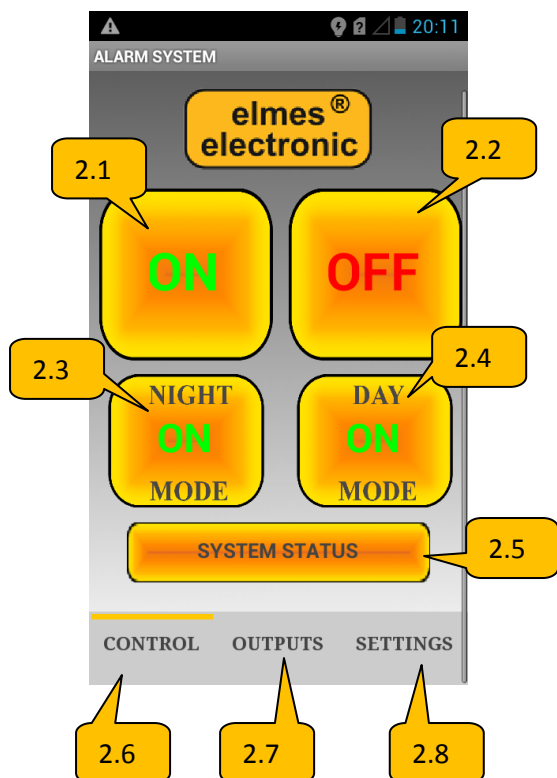 20:11
ALARM SYSTEM
elmes ®
electronic
2.1
2.2
ON
OFF
2.3
2.4
NIGHT
ON
MODE
DAY
ON
MODE
SYSTEM STATUS
2.5
CONTROL
OUTPUTS
SETTINGS
2.6
2.7
2.8